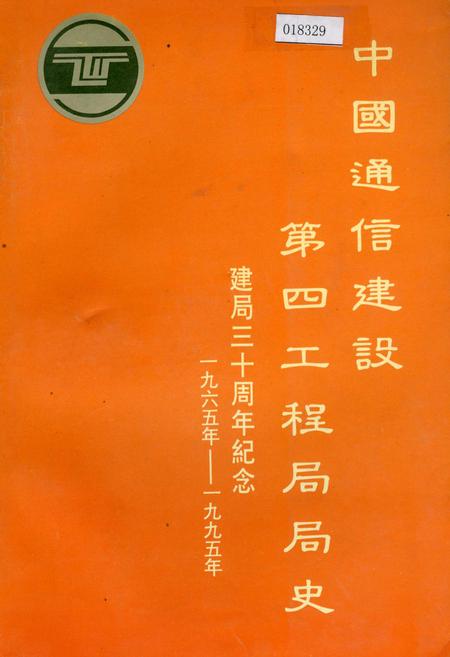 018329
中國通信建設
第四工程局局史
建局三十周年紀念
一九六五年——一九九五年